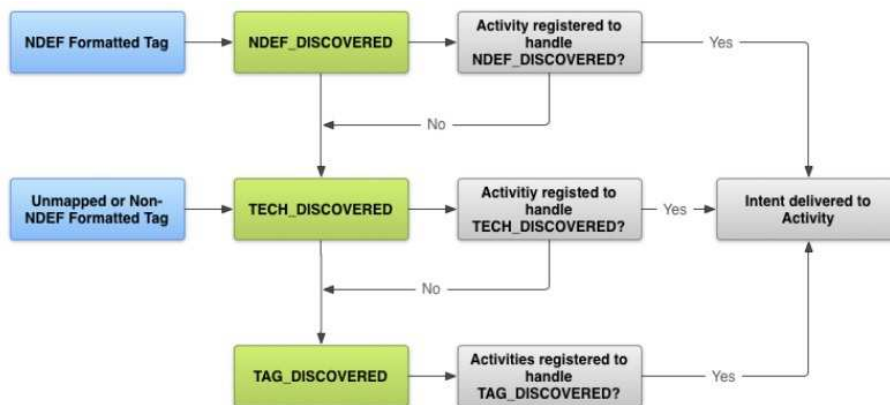 NDEF Formatted Tag
NDEF_DISCOVERED
Activity registered to
handle
NDEF_DISCOVERED?
Yes
No
Unmapped or Non-
NDEF Formatted Tag
TECH_DISCOVERED
Activitiy registed to
handle
TECH_DISCOVERED?
Yes
Intent delivered to
Activity
No
TAG_DISCOVERED
Activities registered to
handle
TAG_DISCOVERED?
Yes